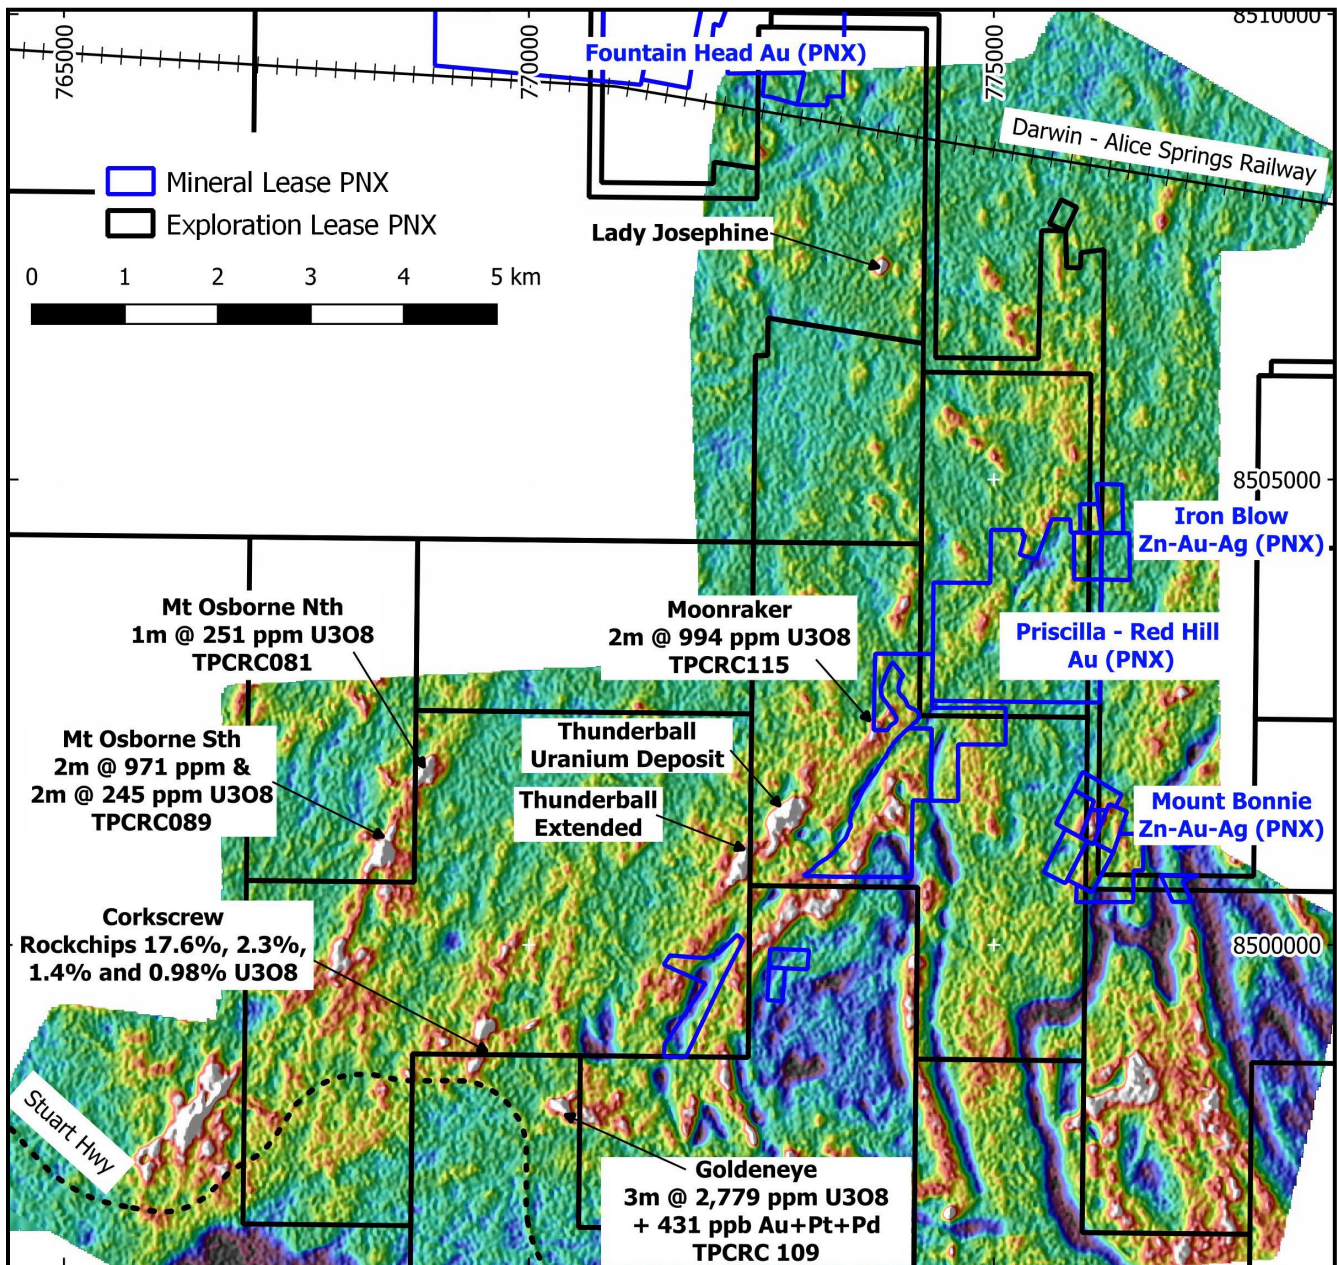 8510000
765000
770000
775000
Fountain Head Au (PNX)
Darwin - Alice Springs Railway
Mineral Lease PNX
Exploration Lease PNX
Lady Josephine
0 1 2 3 4 5 km
8505000
Iron Blow
Zn-Au-Ag (PNX)
Mt Osborne Nth
1m @ 251 ppm U3O8
TPCRC081
Moonraker
2m @ 994 ppm U3O8
TPCRC115
Priscilla - Red Hill
Au (PNX)
Mt Osborne Sth
2m @ 971 ppm &
2m @ 245 ppm U3O8
TPCRC089
Thunderball
Uranium Deposit
Thunderball
Extended
Mount Bonnie
Zn-Au-Ag (PNX)
Corkscrew
Rockchips 17.6%, 2.3%,
1.4% and 0.98% U3O8
8500000
Stuart Hwy
Goldeneye
3m @ 2,779 ppm U3O8
+ 431 ppb Au+Pt+Pd
TPCRC 109